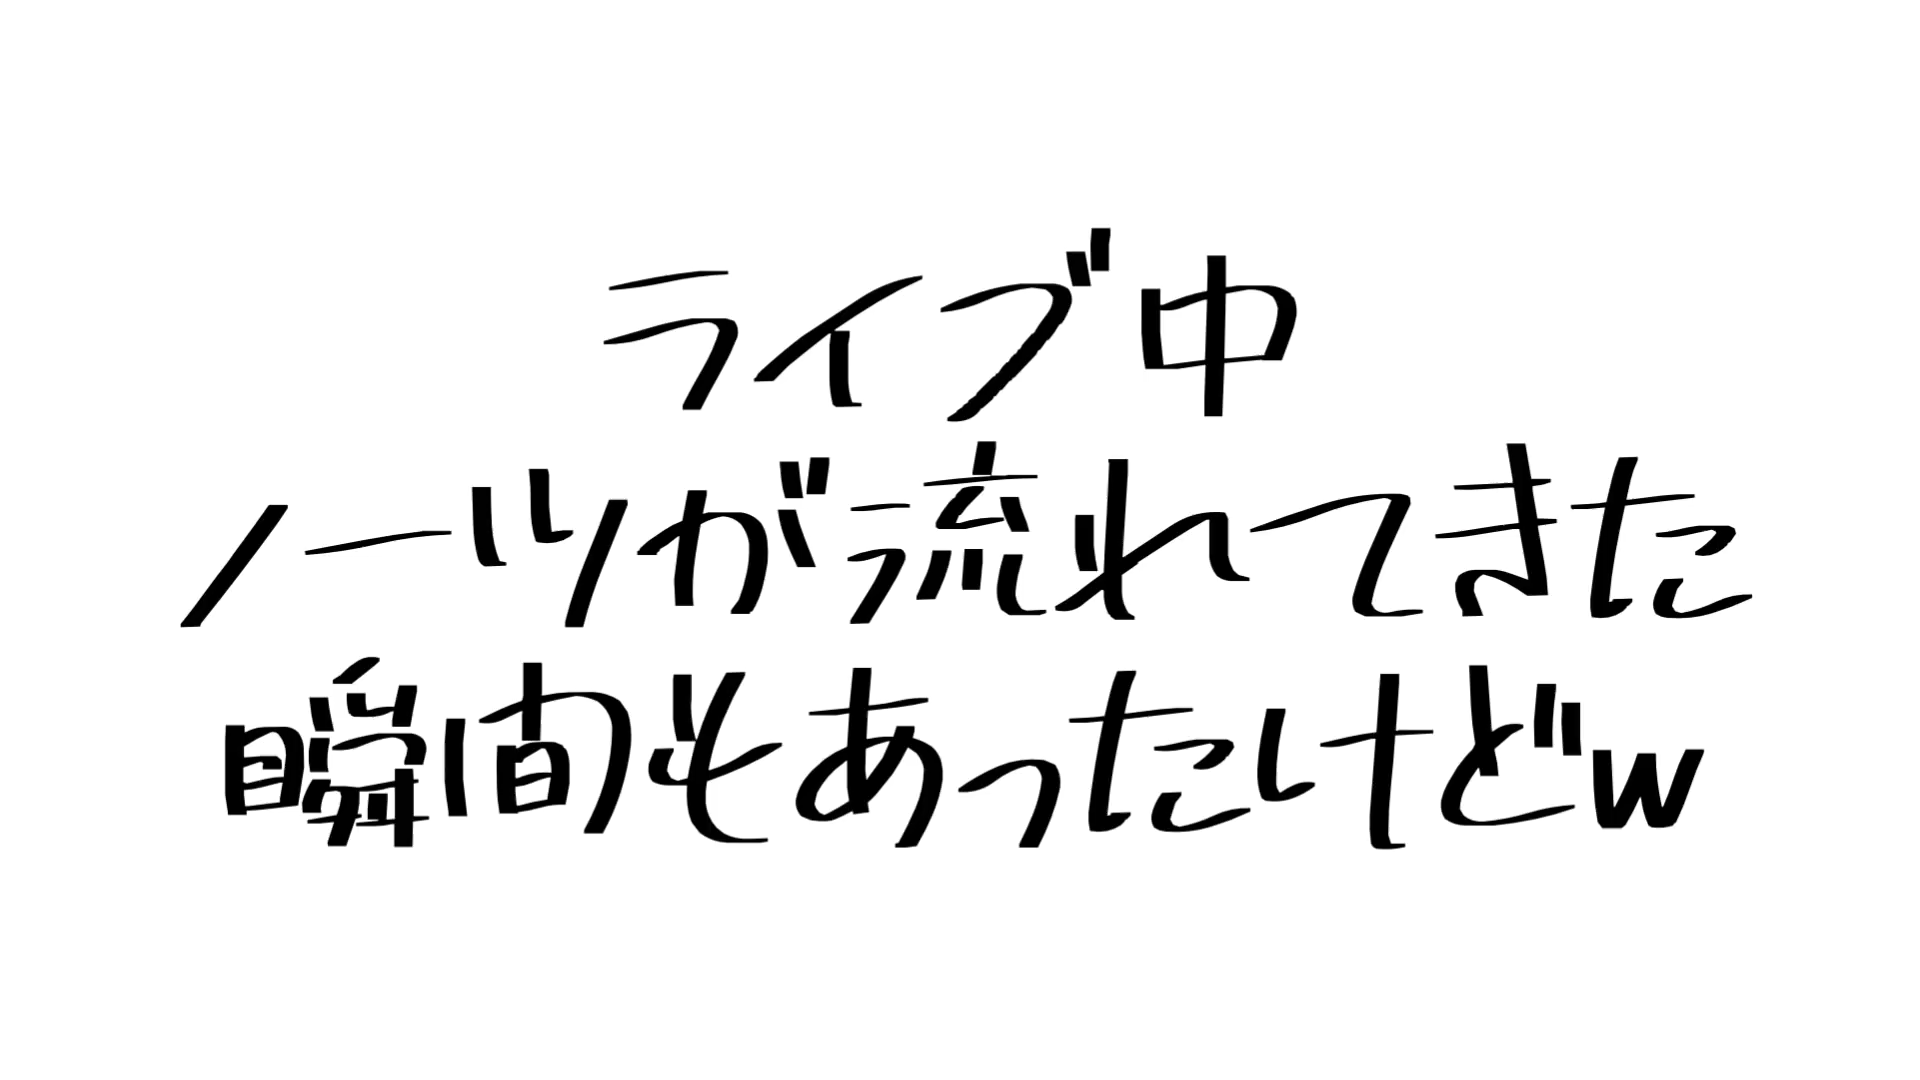 ライブ中
ノーツが流れてきた
瞬間もあったけどw